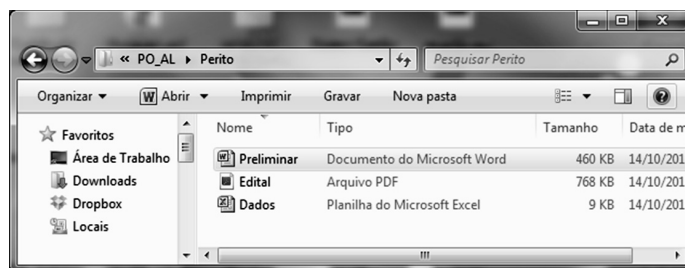 « PO_AL ▸ Perito Pesquisar Perito
Organizar Abrir Imprimir Gravar Nova pasta
Nome Tipo Tamanho Data de m
Favoritos
Área de Trabalho
Downloads
Dropbox
Locais
Preliminar Documento do Microsoft Word 460 KB 14/10/201
Edital Arquivo PDF 768 KB 14/10/201
Dados Planilha do Microsoft Excel 9 KB 14/10/201